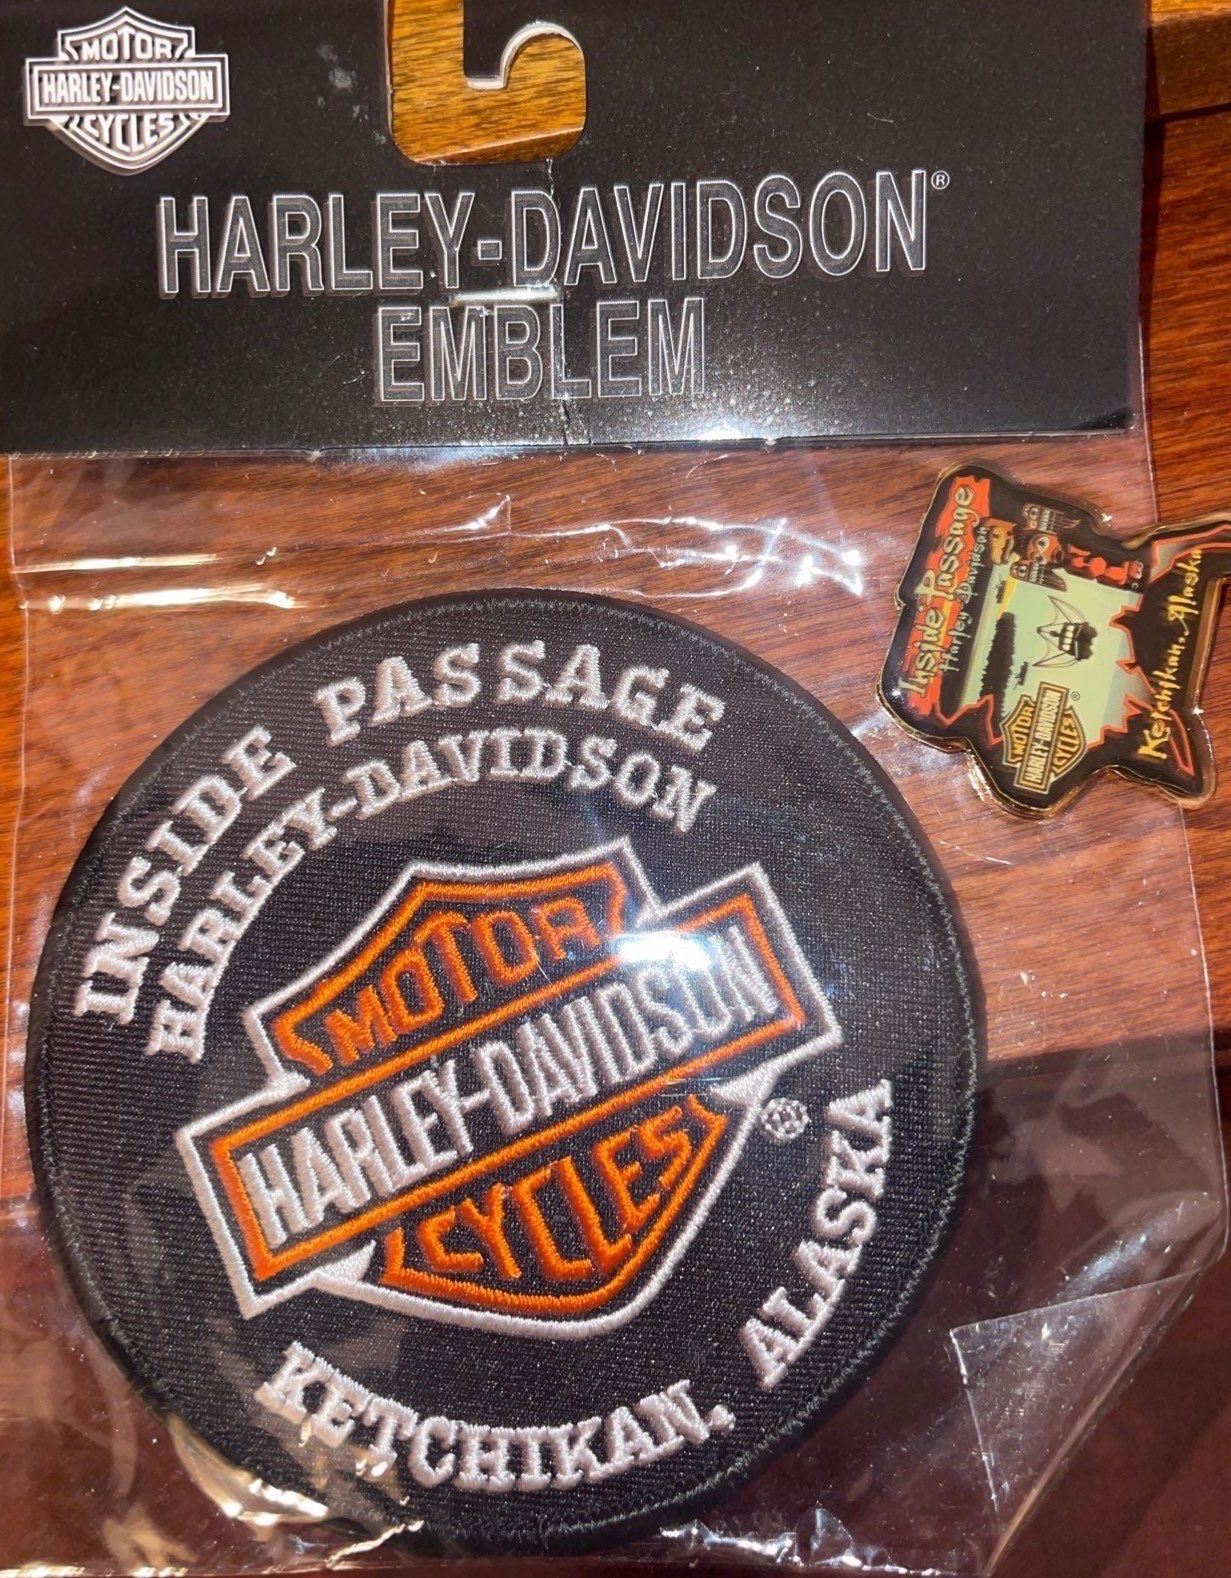 MOTOR
HARLEY-DAVIDSON
CYCLES
HARLEY-DAVIDSON®
EMBLEM
Inside Passage
Harley Davidson
MOTOR
HARLEY-DAVIDSON
CYCLES
®
Ketchikan. Alaska
INSIDE PASSAGE
HARLEY-DAVIDSON
MOTOR
HARLEY-DAVIDSON
CYCLES
®
KETCHIKAN, ALASKA